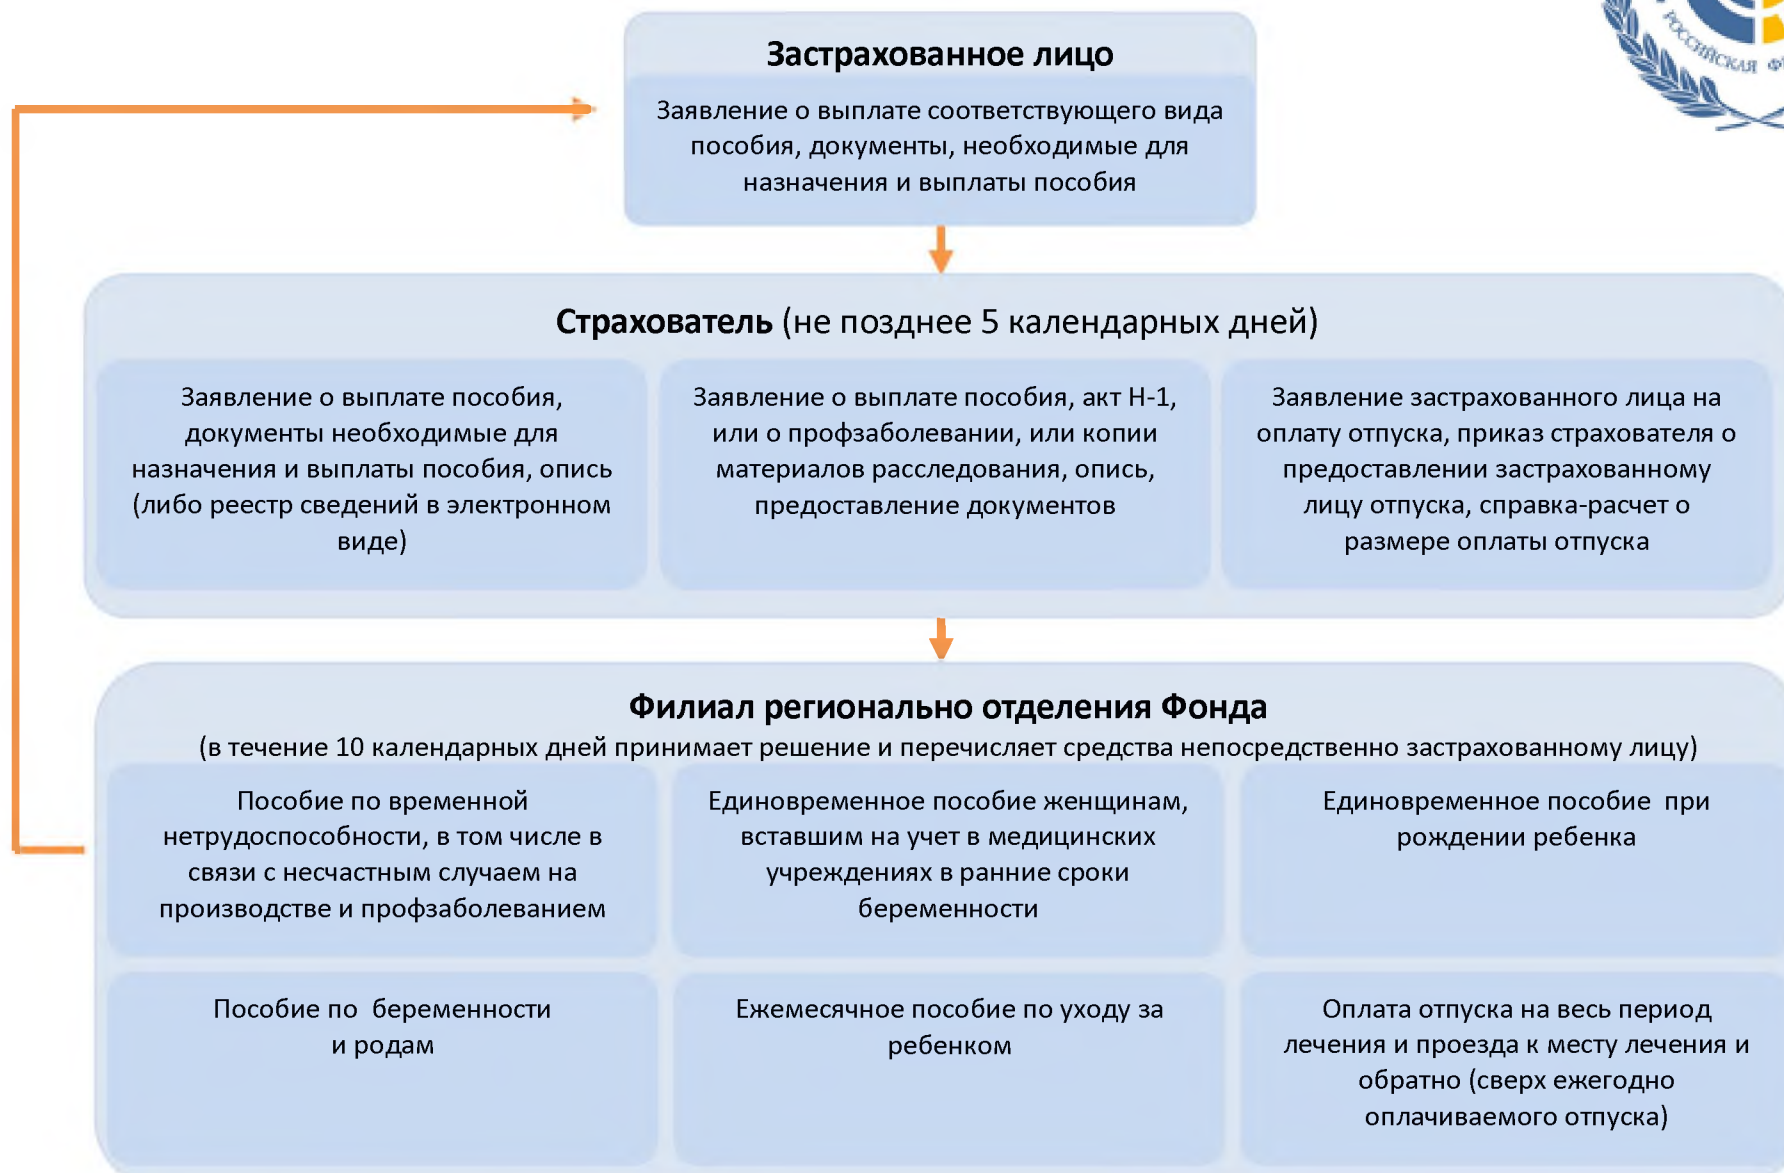 РОССИЙСКАЯ
Застрахованное лицо
Заявление о выплате соответствующего вида
пособия, документы, необходимые для
назначения и выплаты пособия
Страхователь (не позднее 5 календарных дней)
Заявление о выплате пособия,
документы необходимые для
назначения и выплаты пособия, опись
(либо реестр сведений в электронном
виде)
Заявление о выплате пособия, акт Н-1,
или о профзаболевании, или копии
материалов расследования, опись,
предоставление документов
Заявление застрахованного лица на
оплату отпуска, приказ страхователя о
предоставлении застрахованному
лицу отпуска, справка-расчет о
размере оплаты отпуска
Филиал регионально отделения Фонда
(в течение 10 календарных дней принимает решение и перечисляет средства непосредственно застрахованному лицу)
Пособие по временной
нетрудоспособности, в том числе в
связи с несчастным случаем на
производстве и профзаболеванием
Единовременное пособие женщинам,
вставшим на учет в медицинских
учреждениях в ранние сроки
беременности
Единовременное пособие при
рождении ребенка
Пособие по беременности
и родам
Ежемесячное пособие по уходу за
ребенком
Оплата отпуска на весь период
лечения и проезда к месту лечения и
обратно (сверх ежегодно
оплачиваемого отпуска)